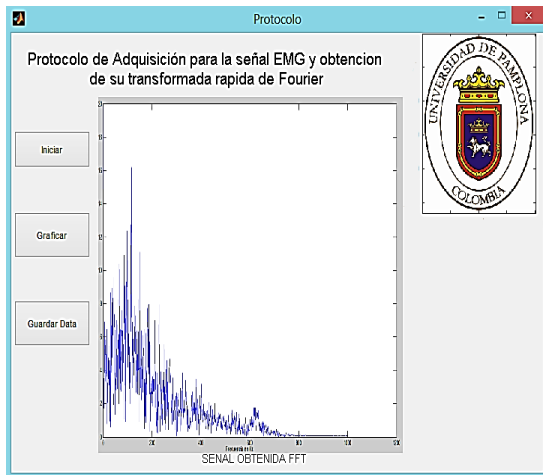 Protocolo
Protocolo de Adquisición para la señal EMG y obtencion
de su transformada rapida de Fourier
UNIVERSIDAD DE PAMPLONA
COLOMBIA
Iniciar
Graficar
Guardar Data
SENAL OBTENIDA FFT